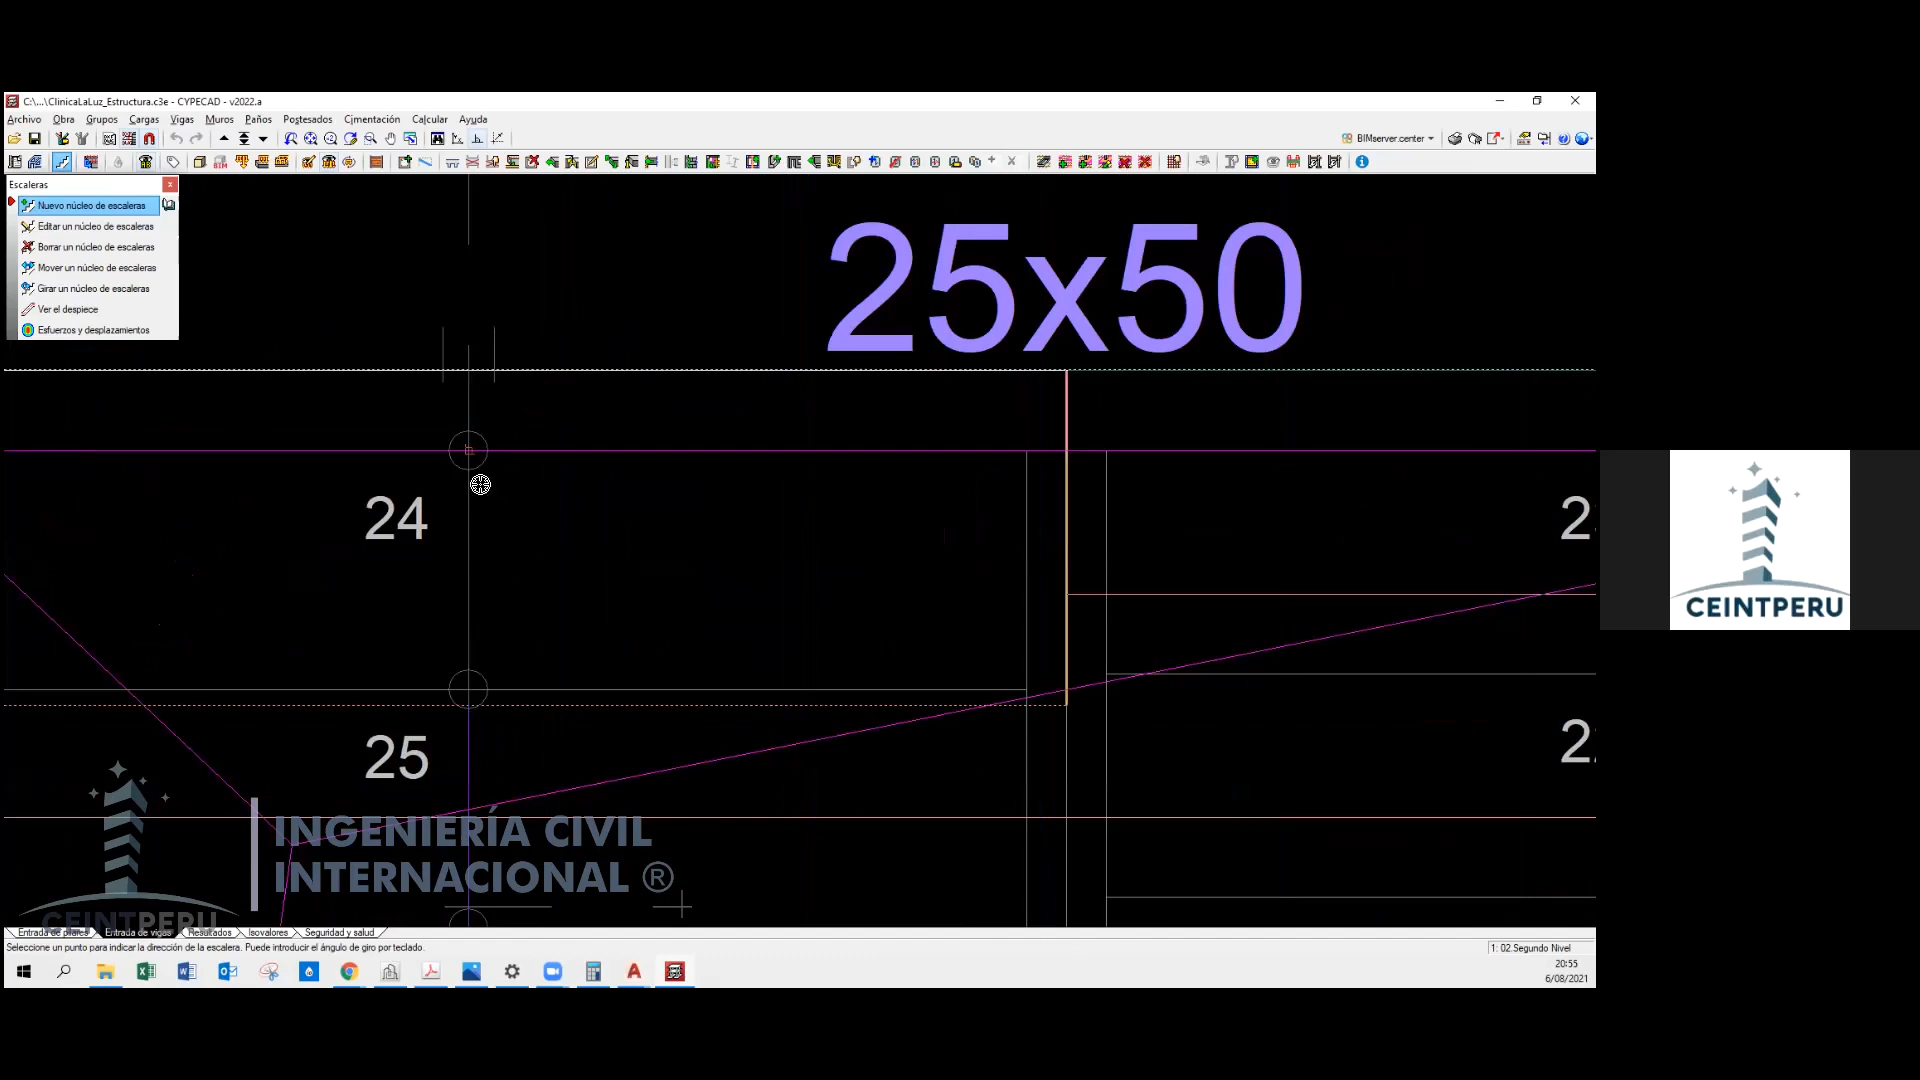 C:\...\ClinicaLaLuz_Estructura.c3e - CYPECAD - v2022.a
Archivo Obra Grupos Cargas Vigas Muros Paños Postesados Cimentación Calcular Ayuda
BIMserver.center
Escaleras
Nuevo núcleo de escaleras
Editar un núcleo de escaleras
Borrar un núcleo de escaleras
Mover un núcleo de escaleras
Girar un núcleo de escaleras
Ver el despiece
Esfuerzos y desplazamientos
25x50
24
25
CEINTPERU
INGENIERÍA CIVIL
INTERNACIONAL ®
CEINTPERU
Entrada de pilares Entrada de vigas Resultados Isovalores Seguridad y salud
Seleccione un punto para indicar la dirección de la escalera. Puede introducir el ángulo de giro por teclado.
1: 02.Segundo Nivel
20:55
6/08/2021